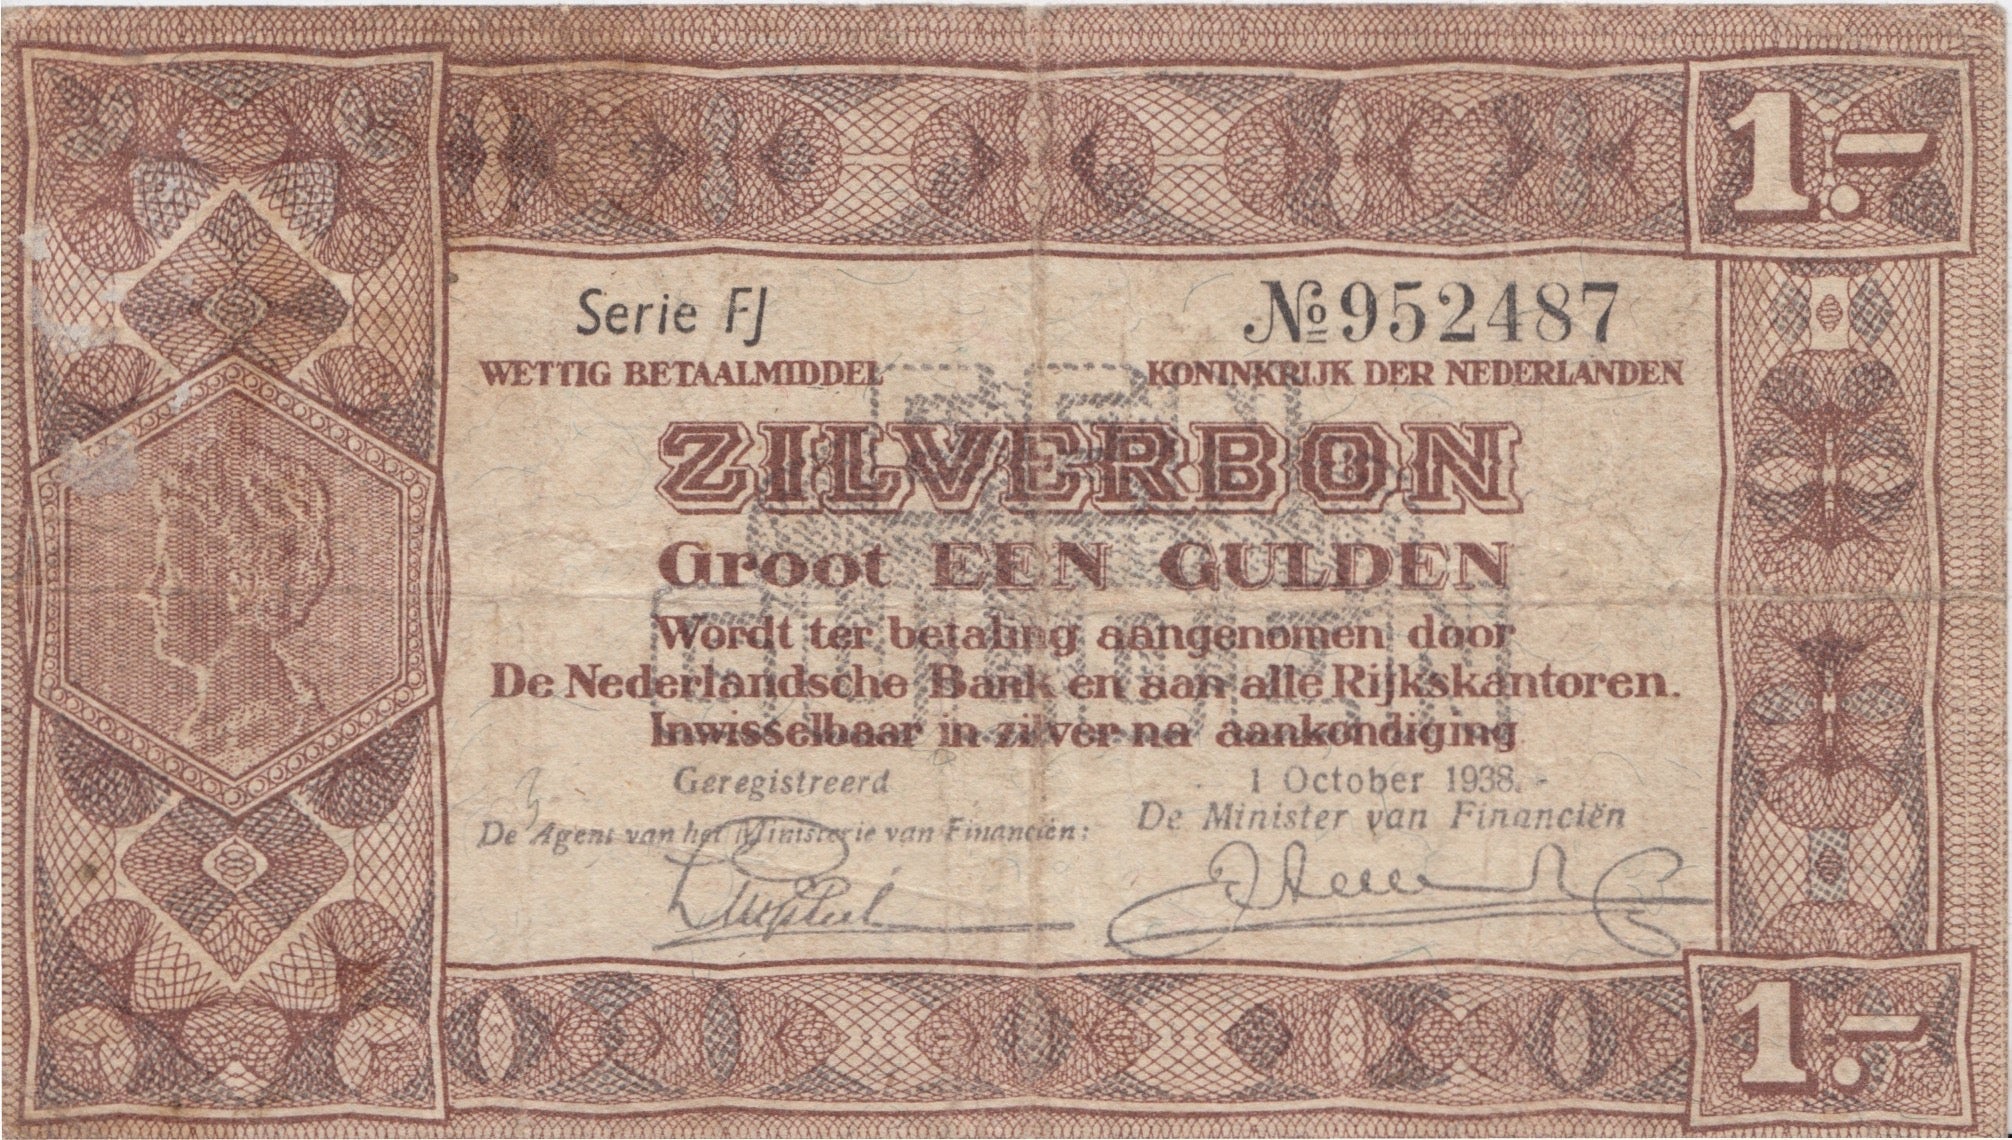 1.-
Serie FJ
№ 952487
WETTIG BETAALMIDDEL
KONINKRIJK DER NEDERLANDEN
ZILVERBON
Groot EEN GULDEN
Wordt ter betaling aangenomen door
De Nederlandsche Bank en aan alle Rijkskantoren.
Inwisselbaar in zilver na aankondiging
Geregistreerd
1 October 1938.-
De Agent van het Ministerie van Financiën:
De Minister van Financiën
1.-